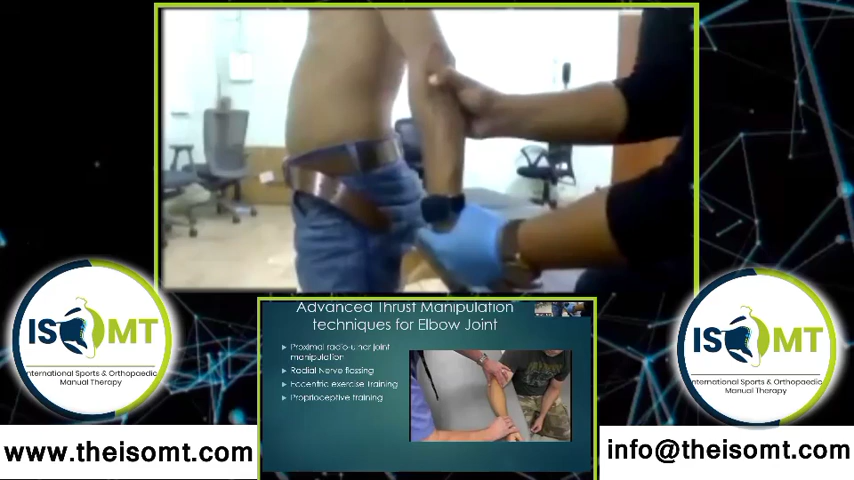 ISOMT
International Sports & Orthopaedic
Manual Therapy
www.theisomt.com
Advanced Thrust Manipulation
techniques for Elbow Joint
Proximal radio-ulnar joint
manipulation
Radial Nerve flossing
Eccentric exercise training
Proprioceptive training
ISOMT
International Sports & Orthopaedic
Manual Therapy
info@theisomt.com